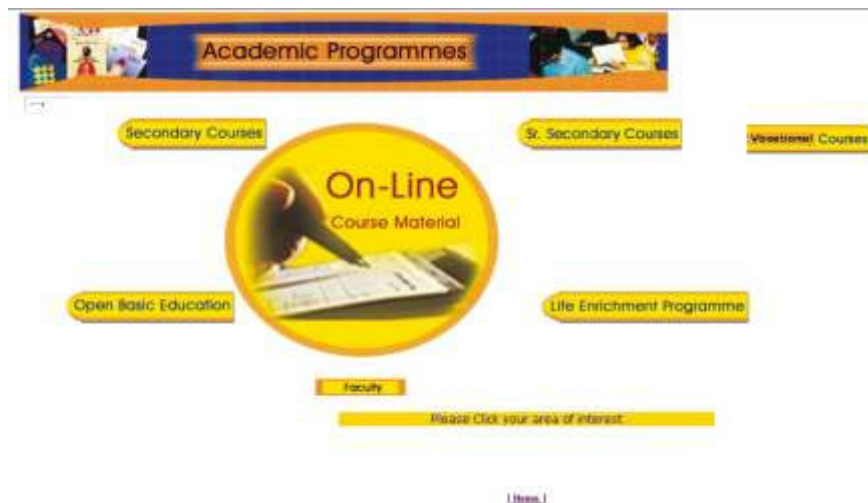 Academic Programmes
Secondary Courses
Sr. Secondary Courses
Vocational Courses
On-Line
Course Material
Open Basic Education
Life Enrichment Programme
Faculty
Please Click your area of interest
| Home |